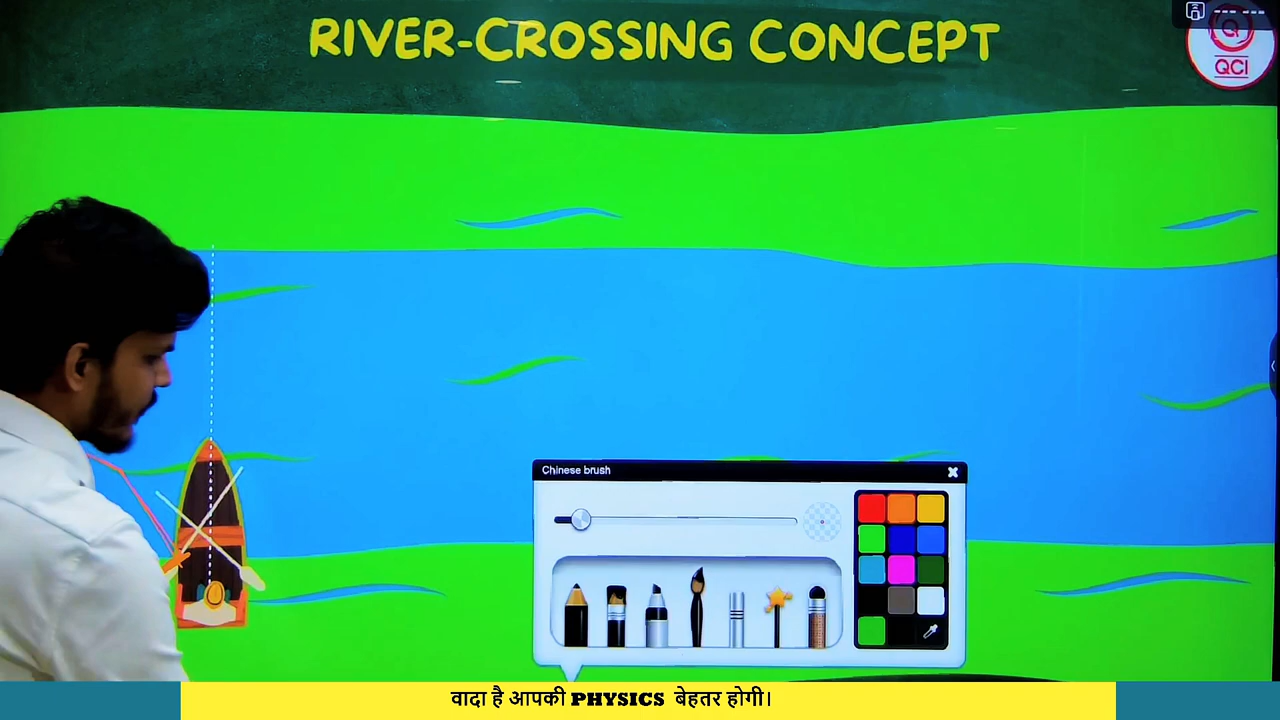 RIVER-CROSSING CONCEPT
QCI
Chinese brush
वादा है आपकी PHYSICS बेहतर होगी।